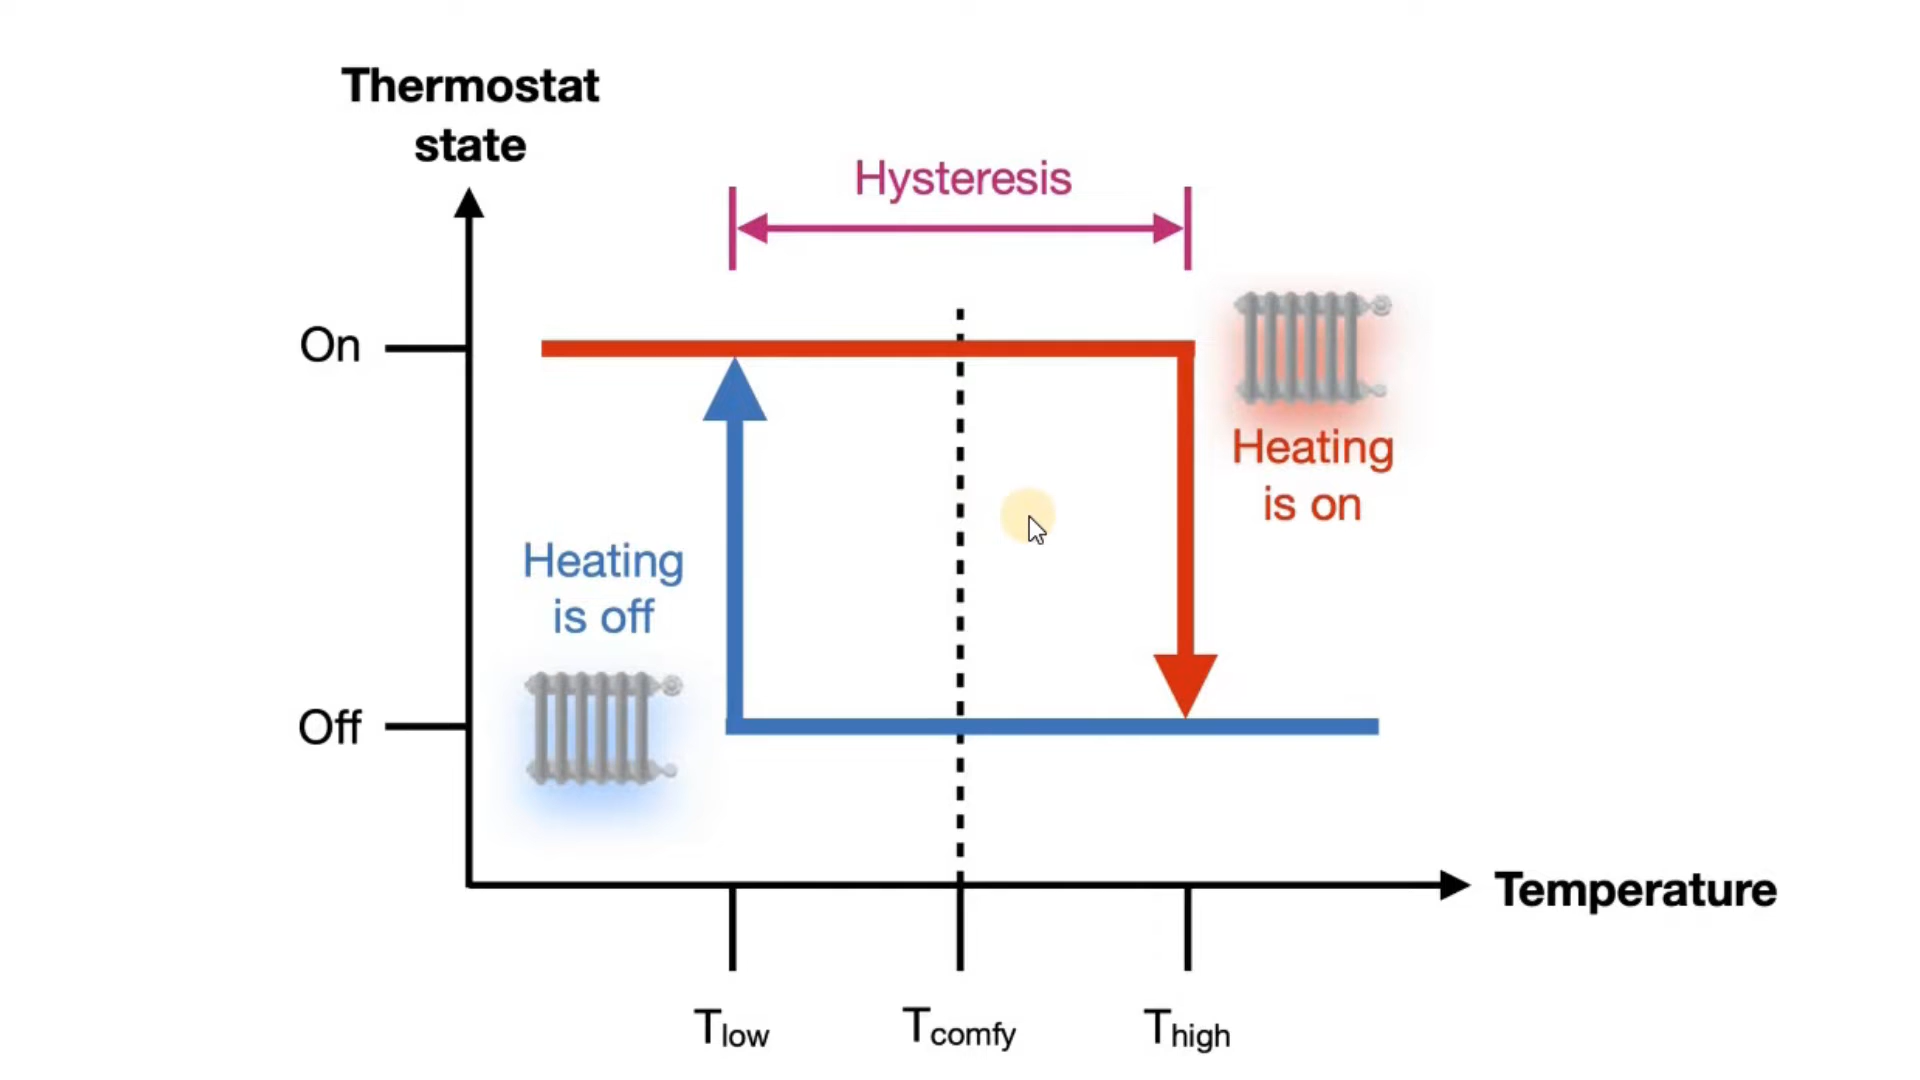 Thermostat
state
Hysteresis
On
Heating
is on
Heating
is off
Off
Temperature
Tlow
Tcomfy
Thigh